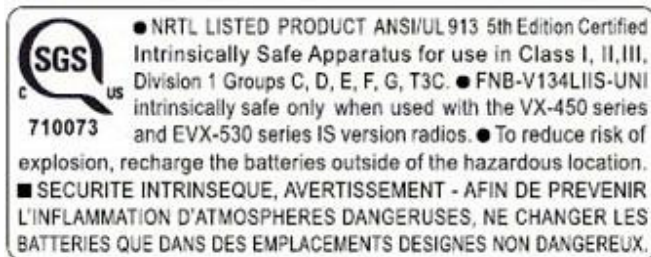 ● NRTL LISTED PRODUCT ANSI/UL 913 5th Edition Certified
SGS
Intrinsically Safe Apparatus for use in Class I, II,III,
Division 1 Groups C, D, E, F, G, T3C. ● FNB-V134LIIS-UNI
C US
intrinsically safe only when used with the VX-450 series
710073
and EVX-530 series IS version radios. ● To reduce risk of
explosion, recharge the batteries outside of the hazardous location.
■ SECURITE INTRINSEQUE, AVERTISSEMENT - AFIN DE PREVENIR
L'INFLAMMATION D'ATMOSPHERES DANGERUSES, NE CHANGER LES
BATTERIES QUE DANS DES EMPLACEMENTS DESIGNES NON DANGEREUX.